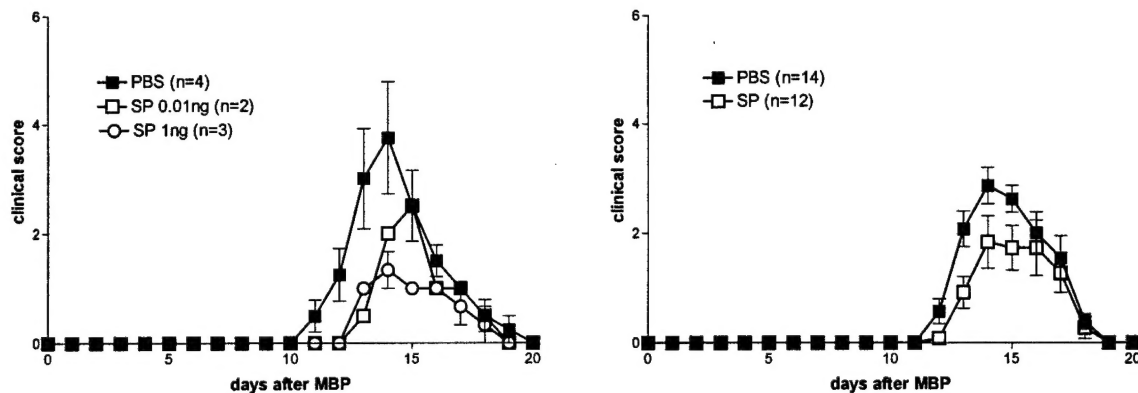 6
PBS (n=4)
SP 0.01ng (n=2)
SP 1ng (n=3)
4
clinical score
2
0
0 5 10 15 20
days after MBP
6
PBS (n=14)
SP (n=12)
4
clinical score
2
0
0 5 10 15 20
days after MBP